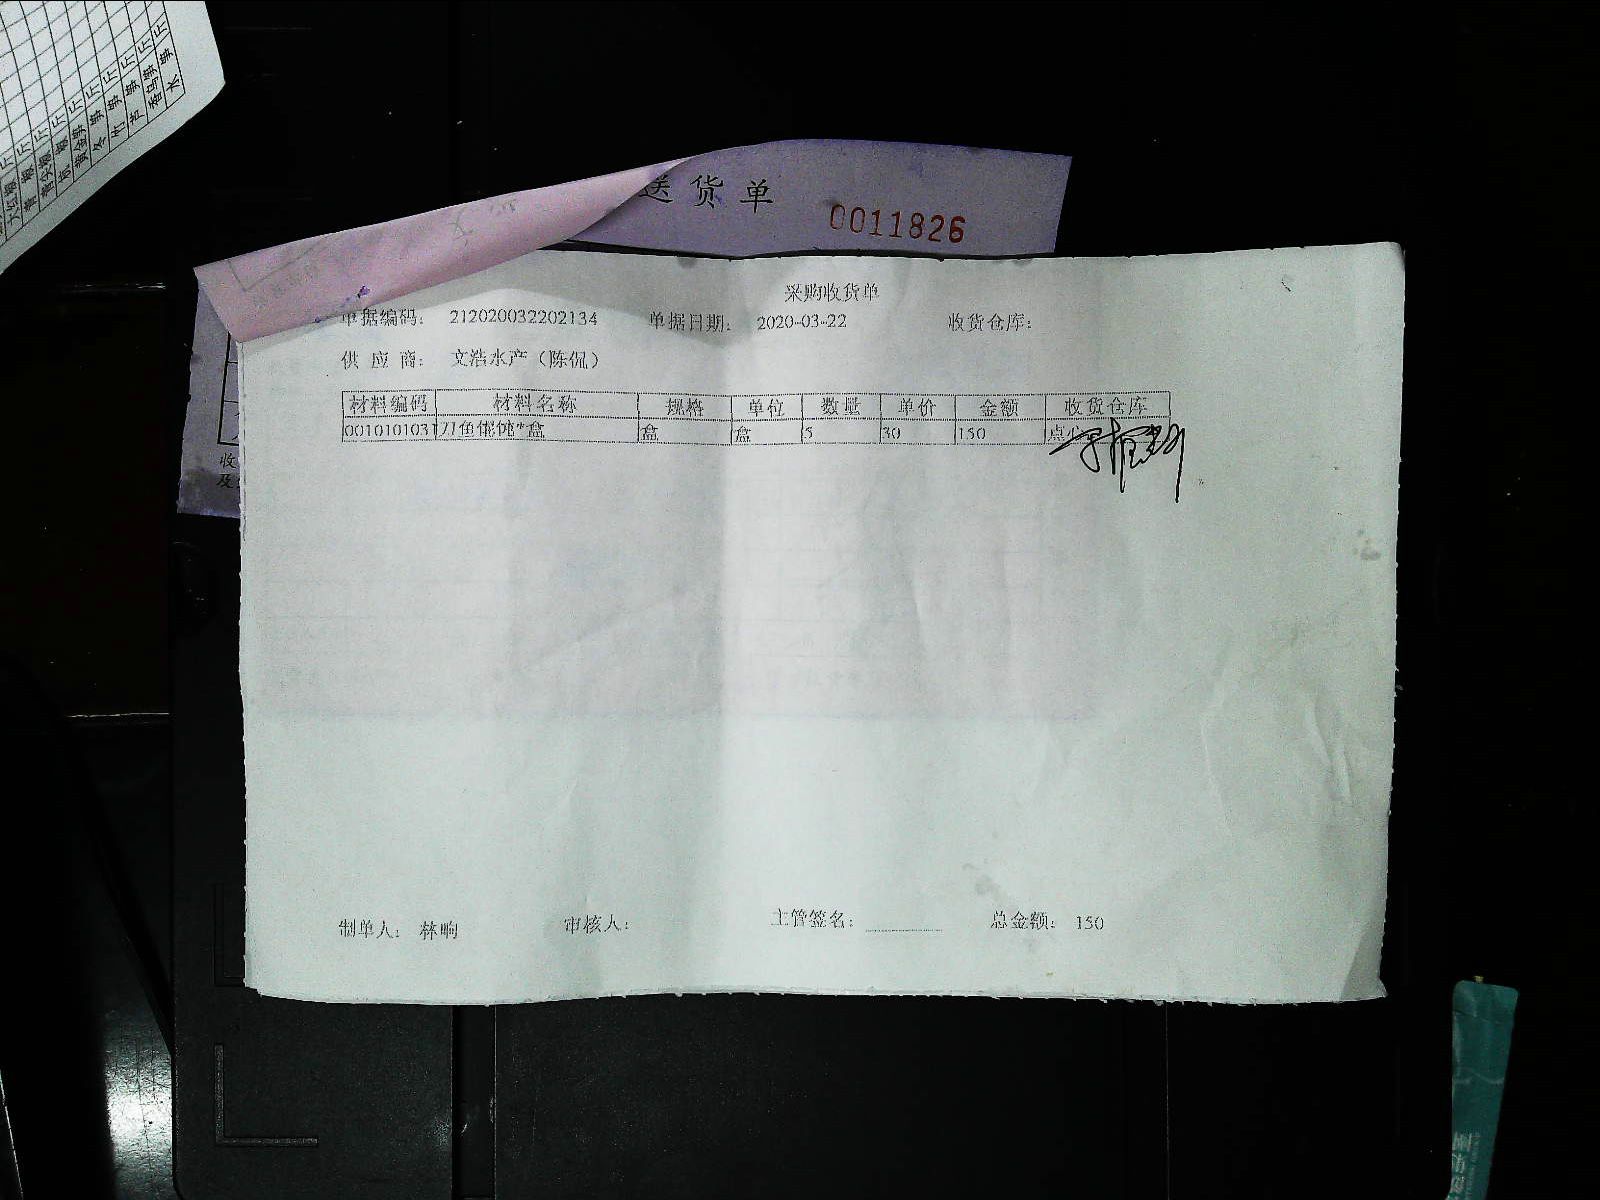 送货单
0011826
采购收货单
单据编码: 212020032202134 单据日期: 2020-03-22 收货仓库:
供 应 商: 文浩水产（陈侃）
材料编码 材料名称 规格 单位 数量 单价 金额 收货仓库
0010101031 刀鱼馄饨*盒 盒 盒 5 30 150 点心
收
及
制单人: 林晌 审核人: 主管签名: 总金额: 150